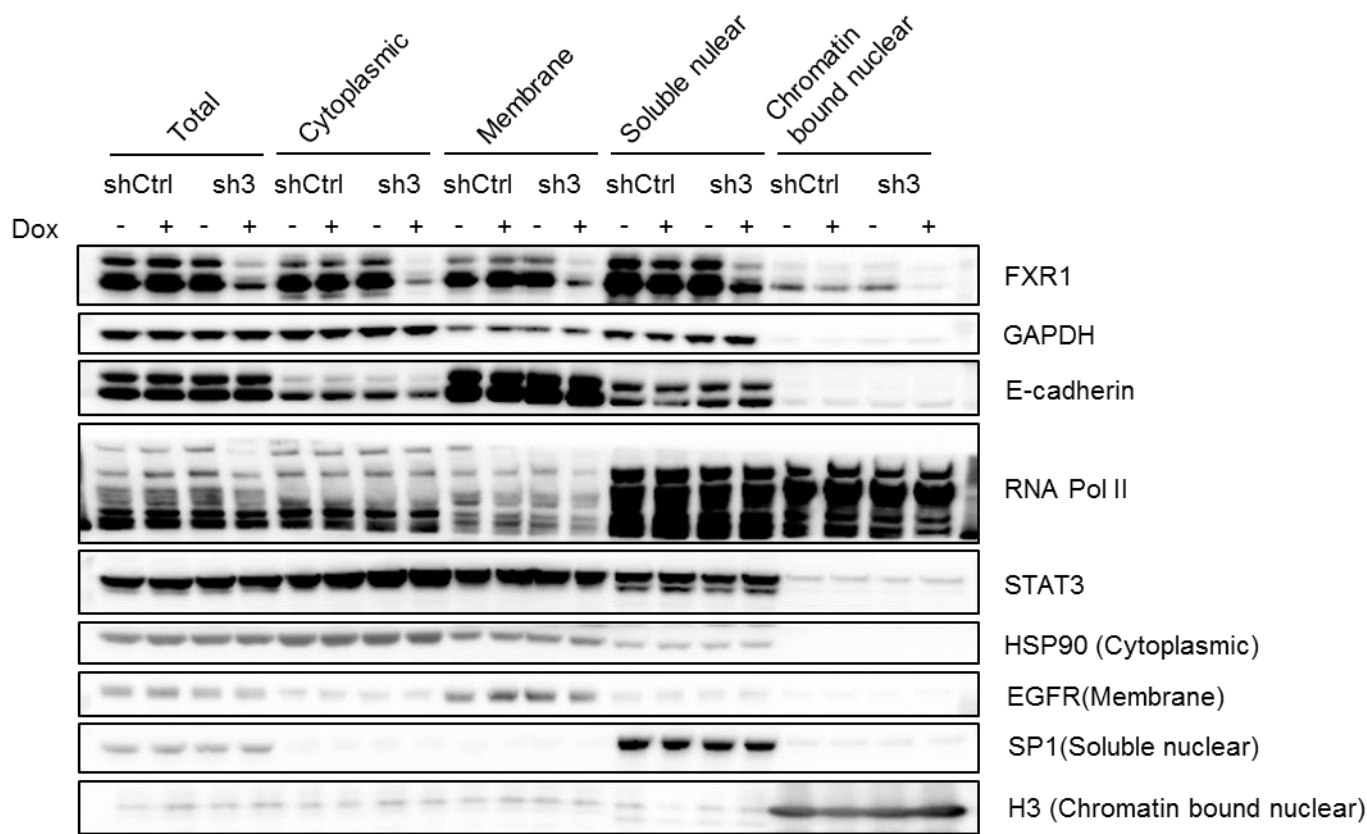 Total
Cytoplasmic
Membrane
Soluble nulear
Chromatin
bound nuclear
shCtrl sh3 shCtrl sh3 shCtrl sh3 shCtrl sh3 shCtrl sh3
Dox - + - + - + - + - + - + - + - + - + - +
FXR1
GAPDH
E-cadherin
RNA Pol II
STAT3
HSP90 (Cytoplasmic)
EGFR(Membrane)
SP1(Soluble nuclear)
H3 (Chromatin bound nuclear)